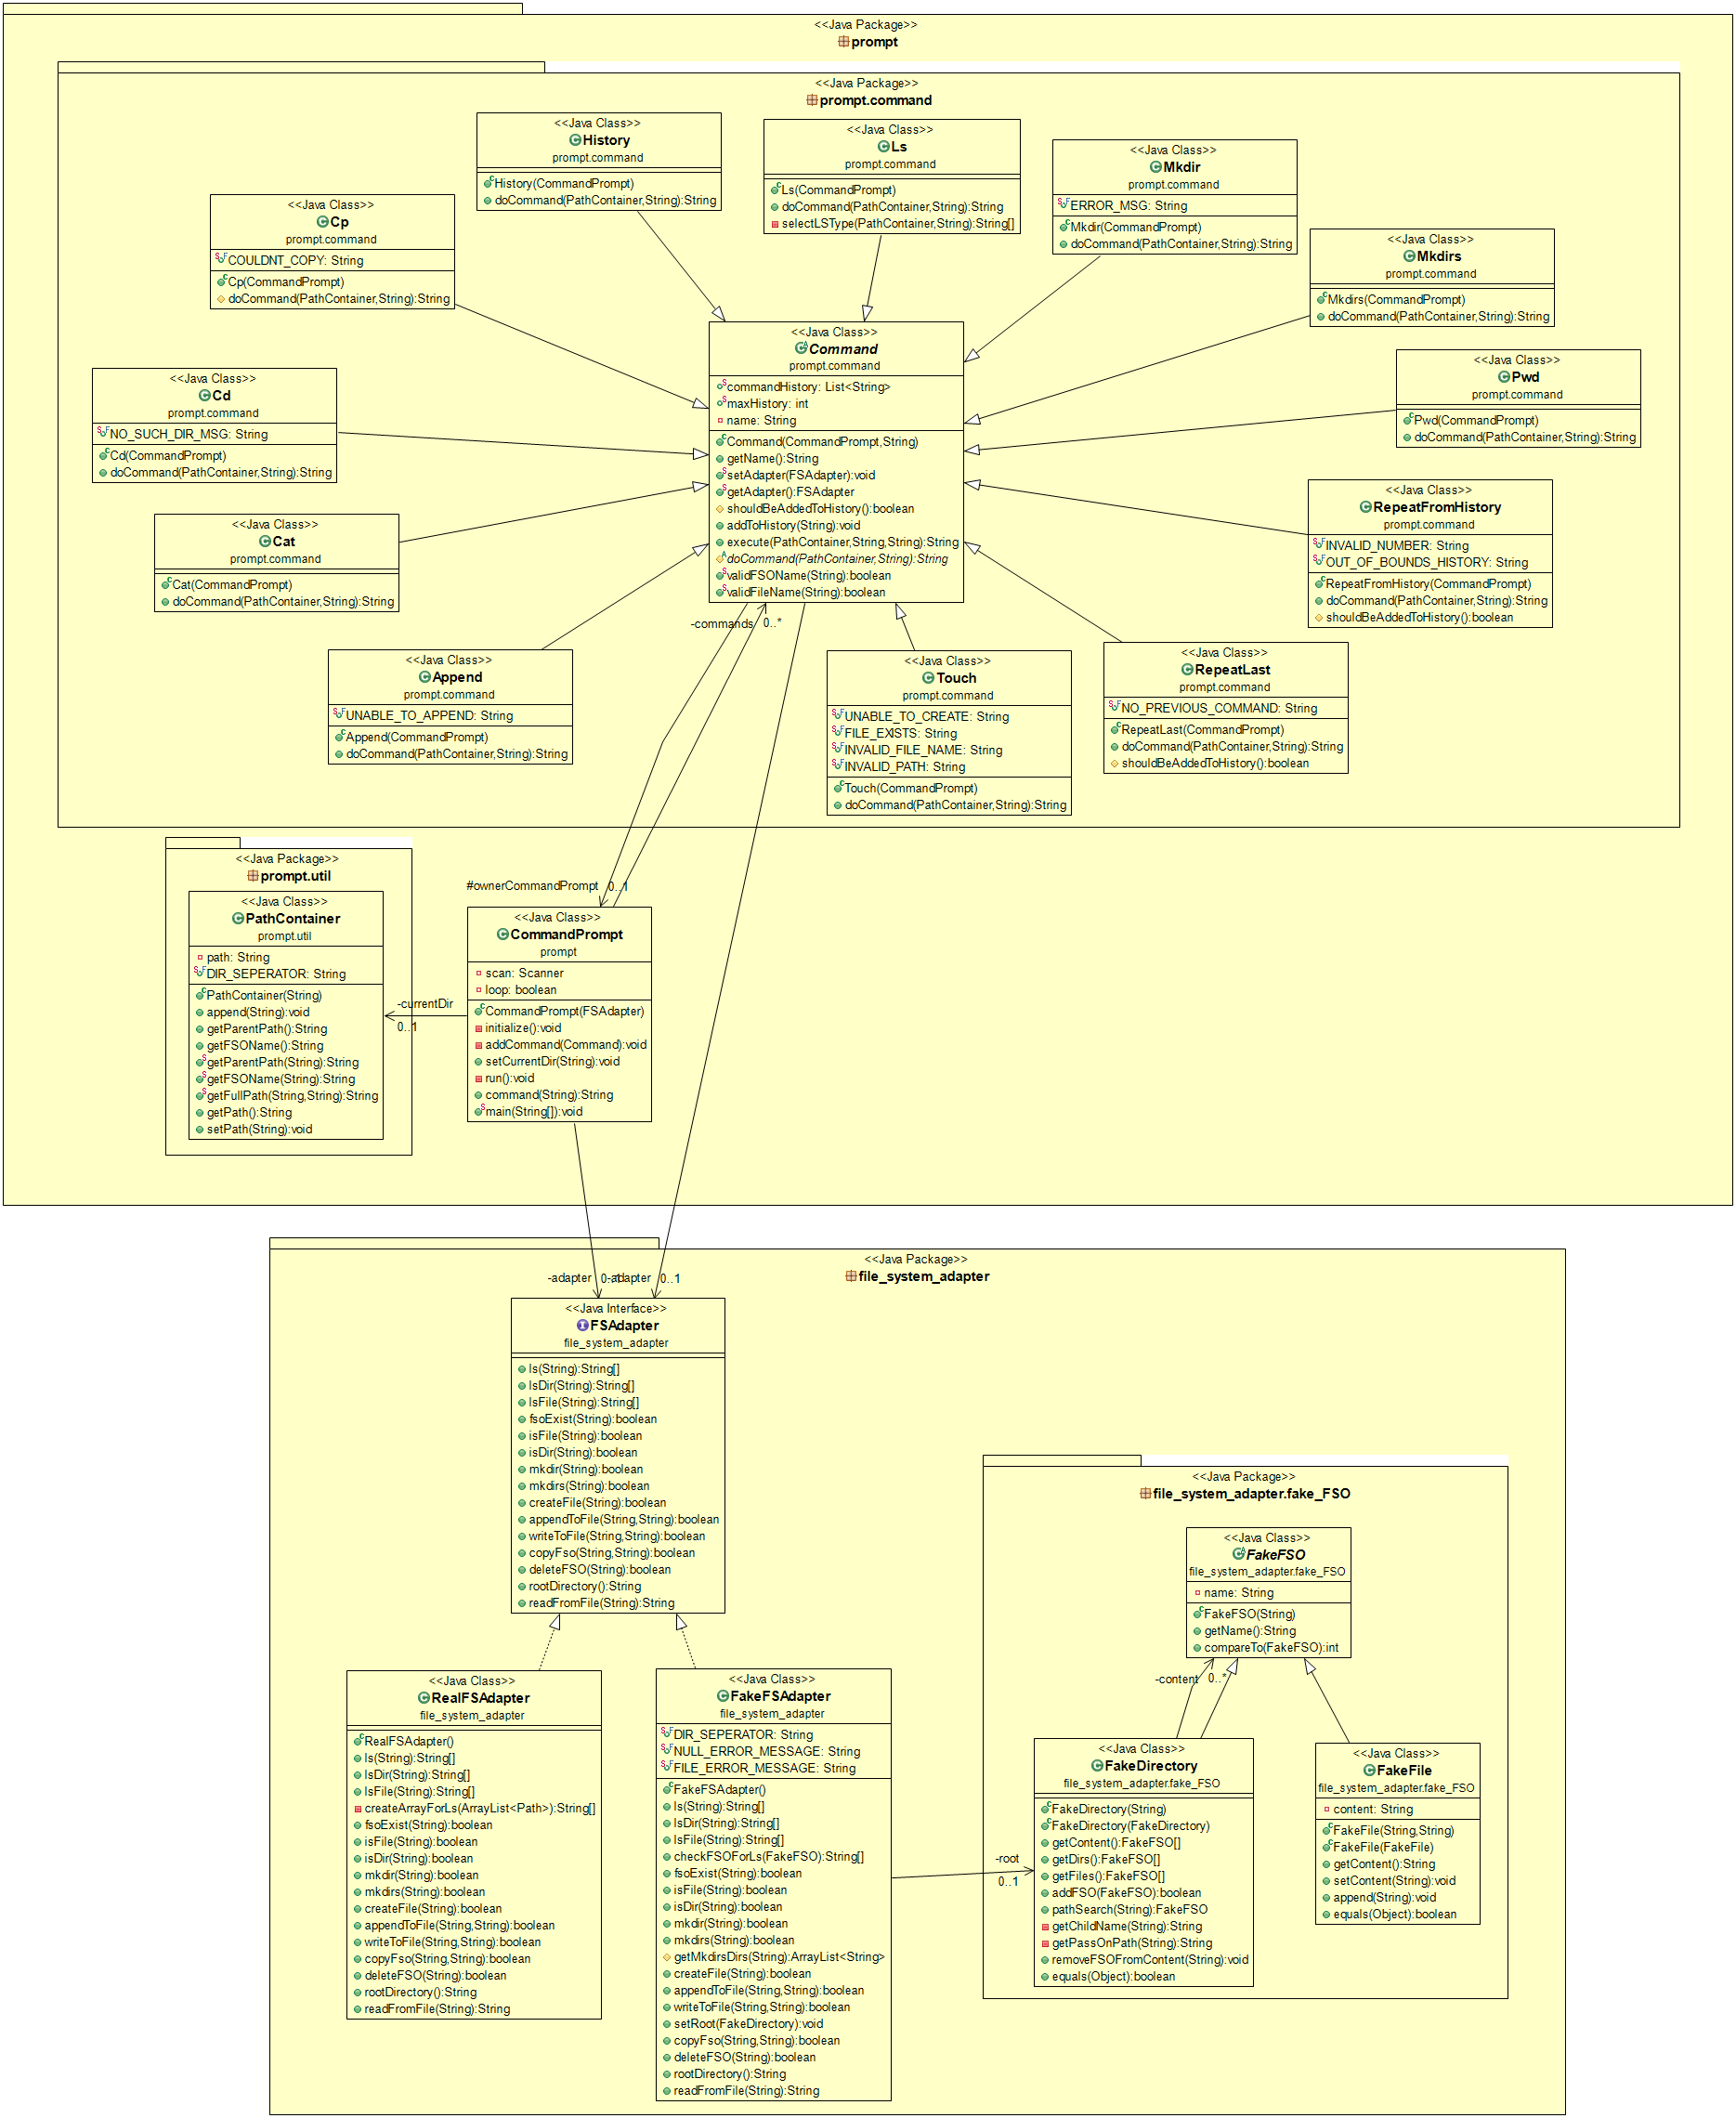 <<Java Package>>
prompt
<<Java Package>>
prompt.command
<<Java Class>>
History
prompt.command
History(CommandPrompt)
doCommand(PathContainer,String):String
<<Java Class>>
Ls
prompt.command
Ls(CommandPrompt)
doCommand(PathContainer,String):String
selectLSType(PathContainer,String):String[]
<<Java Class>>
Mkdir
prompt.command
ERROR_MSG: String
Mkdir(CommandPrompt)
doCommand(PathContainer,String):String
<<Java Class>>
Cp
prompt.command
COULDNT_COPY: String
Cp(CommandPrompt)
doCommand(PathContainer,String):String
<<Java Class>>
Mkdirs
prompt.command
Mkdirs(CommandPrompt)
doCommand(PathContainer,String):String
<<Java Class>>
Command
prompt.command
commandHistory: List<String>
maxHistory: int
name: String
Command(CommandPrompt,String)
getName():String
setAdapter(FSAdapter):void
getAdapter():FSAdapter
shouldBeAddedToHistory():boolean
addToHistory(String):void
execute(PathContainer,String,String):String
doCommand(PathContainer,String):String
validFSOName(String):boolean
validFileName(String):boolean
<<Java Class>>
Pwd
prompt.command
Pwd(CommandPrompt)
doCommand(PathContainer,String):String
<<Java Class>>
Cd
prompt.command
NO_SUCH_DIR_MSG: String
Cd(CommandPrompt)
doCommand(PathContainer,String):String
<<Java Class>>
RepeatFromHistory
prompt.command
INVALID_NUMBER: String
OUT_OF_BOUNDS_HISTORY: String
RepeatFromHistory(CommandPrompt)
doCommand(PathContainer,String):String
shouldBeAddedToHistory():boolean
<<Java Class>>
Cat
prompt.command
Cat(CommandPrompt)
doCommand(PathContainer,String):String
-commands
0..*
<<Java Class>>
Append
prompt.command
UNABLE_TO_APPEND: String
Append(CommandPrompt)
doCommand(PathContainer,String):String
<<Java Class>>
Touch
prompt.command
UNABLE_TO_CREATE: String
FILE_EXISTS: String
INVALID_FILE_NAME: String
INVALID_PATH: String
Touch(CommandPrompt)
doCommand(PathContainer,String):String
<<Java Class>>
RepeatLast
prompt.command
NO_PREVIOUS_COMMAND: String
RepeatLast(CommandPrompt)
doCommand(PathContainer,String):String
shouldBeAddedToHistory():boolean
<<Java Package>>
prompt.util
<<Java Class>>
PathContainer
prompt.util
path: String
DIR_SEPERATOR: String
PathContainer(String)
append(String):void
getParentPath():String
getFSOName():String
getParentPath(String):String
getFSOName(String):String
getFullPath(String,String):String
getPath():String
setPath(String):void
#ownerCommandPrompt
0..1
<<Java Class>>
CommandPrompt
prompt
scan: Scanner
loop: boolean
CommandPrompt(FSAdapter)
initialize():void
addCommand(Command):void
setCurrentDir(String):void
run():void
command(String):String
main(String[]):void
-currentDir
0..1
<<Java Package>>
file_system_adapter
-adapter
0..1
-adapter
0..1
<<Java Interface>>
FSAdapter
file_system_adapter
ls(String):String[]
lsDir(String):String[]
lsFile(String):String[]
fsoExist(String):boolean
isFile(String):boolean
isDir(String):boolean
mkdir(String):boolean
mkdirs(String):boolean
createFile(String):boolean
appendToFile(String,String):boolean
writeToFile(String,String):boolean
copyFso(String,String):boolean
deleteFSO(String):boolean
rootDirectory():String
readFromFile(String):String
<<Java Package>>
file_system_adapter.fake_FSO
<<Java Class>>
FakeFSO
file_system_adapter.fake_FSO
name: String
FakeFSO(String)
getName():String
compareTo(FakeFSO):int
-content
0..*
<<Java Class>>
RealFSAdapter
file_system_adapter
RealFSAdapter()
ls(String):String[]
lsDir(String):String[]
lsFile(String):String[]
createArrayForLs(ArrayList<Path>):String[]
fsoExist(String):boolean
isFile(String):boolean
isDir(String):boolean
mkdir(String):boolean
mkdirs(String):boolean
createFile(String):boolean
appendToFile(String,String):boolean
writeToFile(String,String):boolean
copyFso(String,String):boolean
deleteFSO(String):boolean
rootDirectory():String
readFromFile(String):String
<<Java Class>>
FakeFSAdapter
file_system_adapter
DIR_SEPERATOR: String
NULL_ERROR_MESSAGE: String
FILE_ERROR_MESSAGE: String
FakeFSAdapter()
ls(String):String[]
lsDir(String):String[]
lsFile(String):String[]
checkFSOForLs(FakeFSO):String[]
fsoExist(String):boolean
isFile(String):boolean
isDir(String):boolean
mkdir(String):boolean
mkdirs(String):boolean
getMkdirsDirs(String):ArrayList<String>
createFile(String):boolean
appendToFile(String,String):boolean
writeToFile(String,String):boolean
setRoot(FakeDirectory):void
copyFso(String,String):boolean
deleteFSO(String):boolean
rootDirectory():String
readFromFile(String):String
-root
0..1
<<Java Class>>
FakeDirectory
file_system_adapter.fake_FSO
FakeDirectory(String)
FakeDirectory(FakeDirectory)
getContent():FakeFSO[]
getDirs():FakeFSO[]
getFiles():FakeFSO[]
addFSO(FakeFSO):boolean
pathSearch(String):FakeFSO
getChildName(String):String
getPassOnPath(String):String
removeFSOFromContent(String):void
equals(Object):boolean
<<Java Class>>
FakeFile
file_system_adapter.fake_FSO
content: String
FakeFile(String,String)
FakeFile(FakeFile)
getContent():String
setContent(String):void
append(String):void
equals(Object):boolean